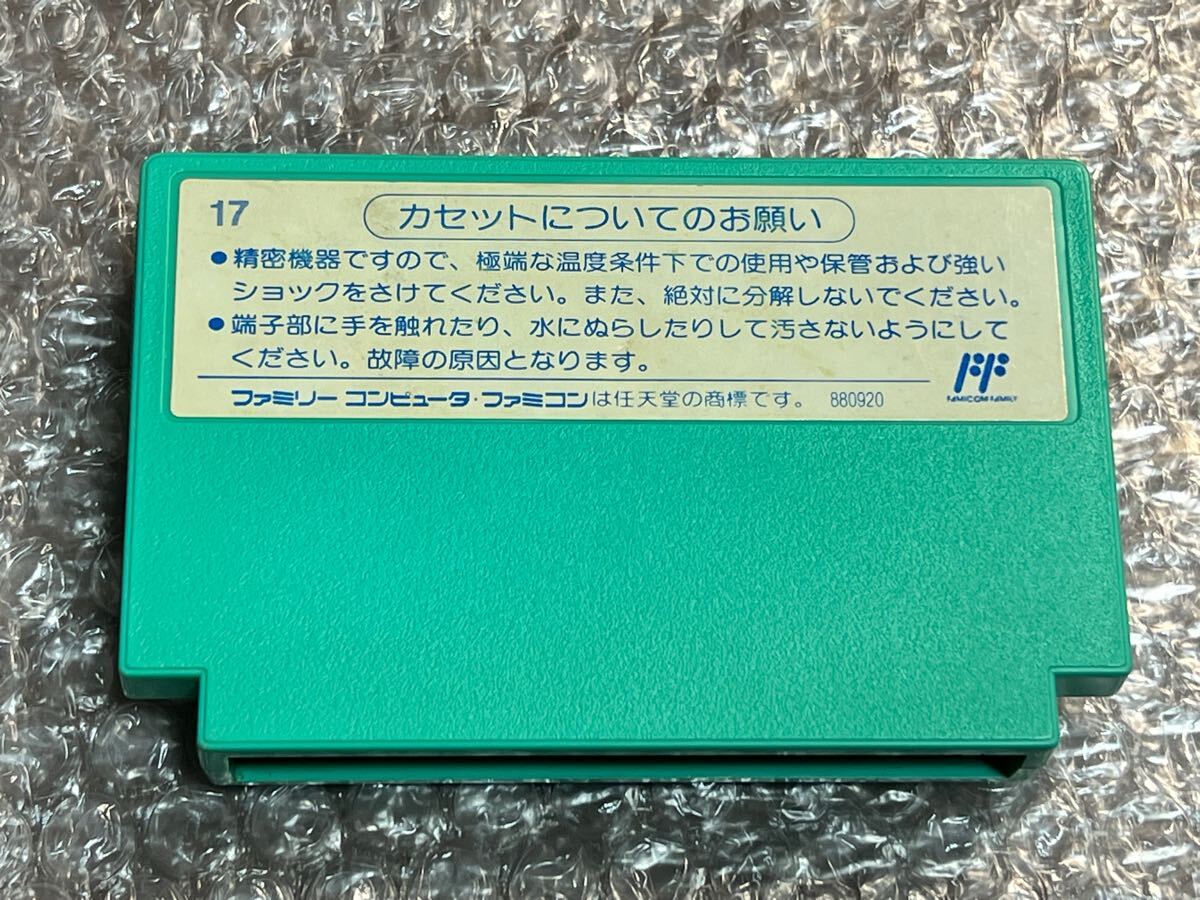 17
カセットについてのお願い
●精密機器ですので、極端な温度条件下での使用や保管および強い
ショックをさけてください。また、絶対に分解しないでください。
●端子部に手を触れたり、水にぬらしたりして汚さないようにして
ください。故障の原因となります。
FF
FAMICOM FAMILY
ファミリー コンピュータ・ファミコンは任天堂の商標です。 880920